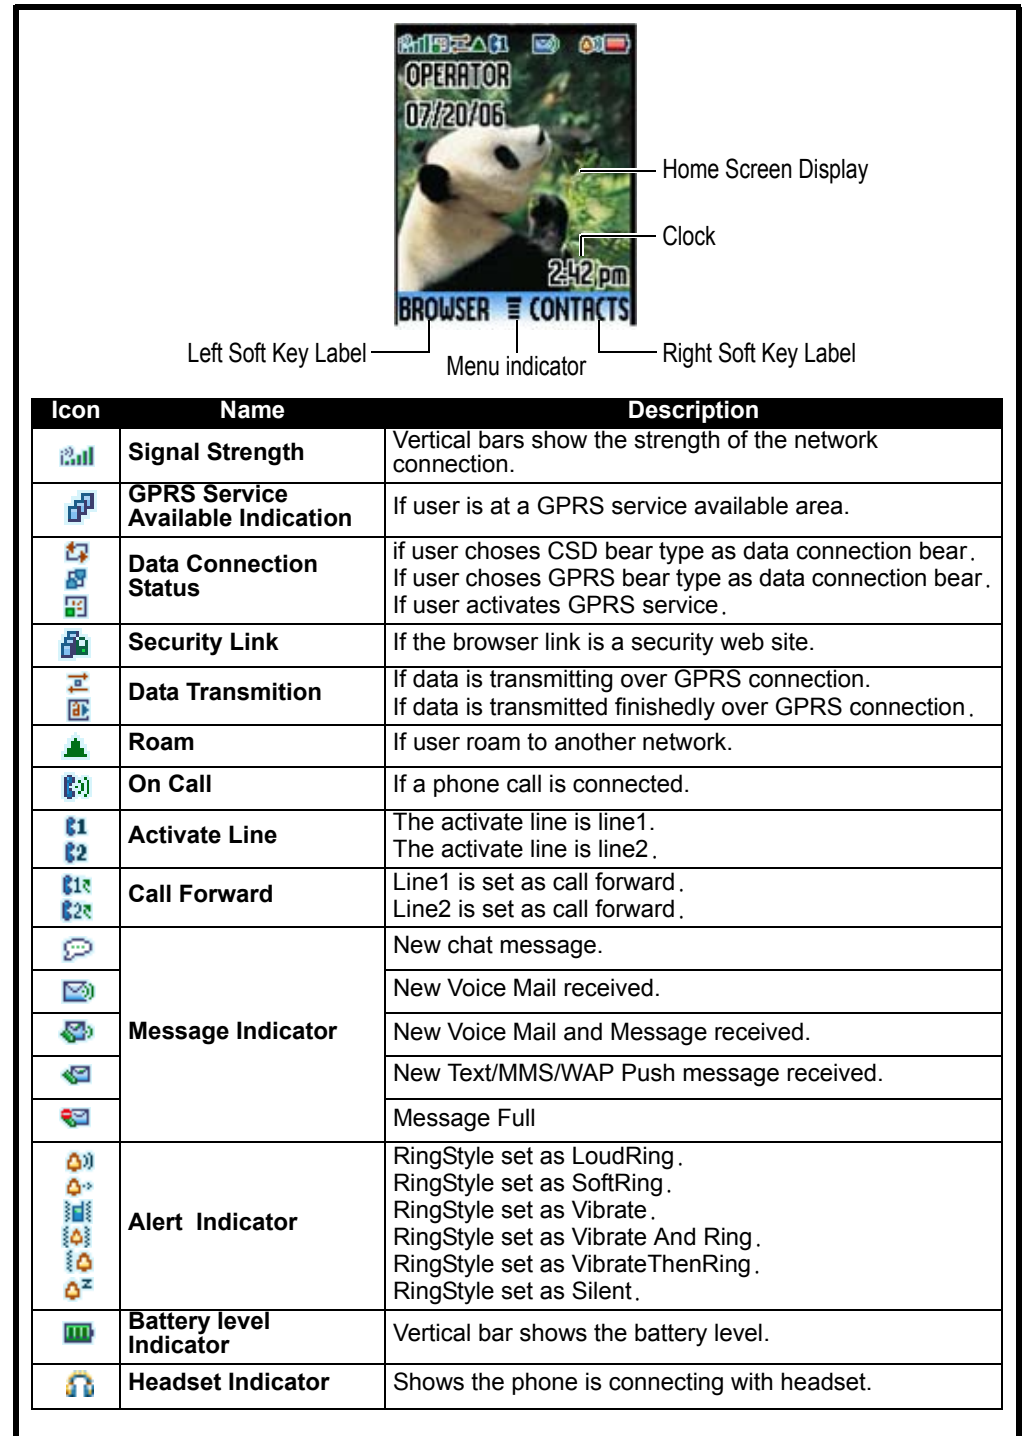 OPERATOR
07/20/06
Home Screen Display
Clock
2:42 pm
BROWSER CONTACTS
Left Soft Key Label
Menu indicator
Right Soft Key Label
Icon Name Description
Signal Strength
Vertical bars show the strength of the network
connection.
GPRS Service
Available Indication
If user is at a GPRS service available area.
Data Connection
Status
if user choses CSD bear type as data connection bear.
If user choses GPRS bear type as data connection bear.
If user activates GPRS service.
Security Link
If the browser link is a security web site.
Data Transmition
If data is transmitting over GPRS connection.
If data is transmitted finishedly over GPRS connection.
Roam
If user roam to another network.
On Call
If a phone call is connected.
1
2
Activate Line
The activate line is line1.
The activate line is line2.
1
2
Call Forward
Line1 is set as call forward.
Line2 is set as call forward.
Message Indicator
New chat message.
New Voice Mail received.
New Voice Mail and Message received.
New Text/MMS/WAP Push message received.
Message Full
Alert Indicator
RingStyle set as LoudRing.
RingStyle set as SoftRing.
RingStyle set as Vibrate.
RingStyle set as Vibrate And Ring.
RingStyle set as VibrateThenRing.
RingStyle set as Silent.
z
Battery level
Indicator
Vertical bar shows the battery level.
Headset Indicator
Shows the phone is connecting with headset.